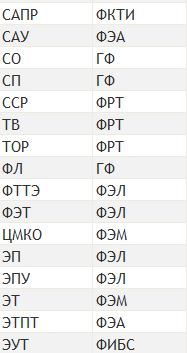 САПР ФКТИ
САУ ФЭА
СО ГФ
СП ГФ
ССР ФРТ
ТВ ФРТ
ТОР ФРТ
ФЛ ГФ
ФТТЭ ФЭЛ
ФЭТ ФЭЛ
ЦМКО ФЭМ
ЭП ФЭЛ
ЭПУ ФЭЛ
ЭТ ФЭМ
ЭТПТ ФЭА
ЭУТ ФИБС